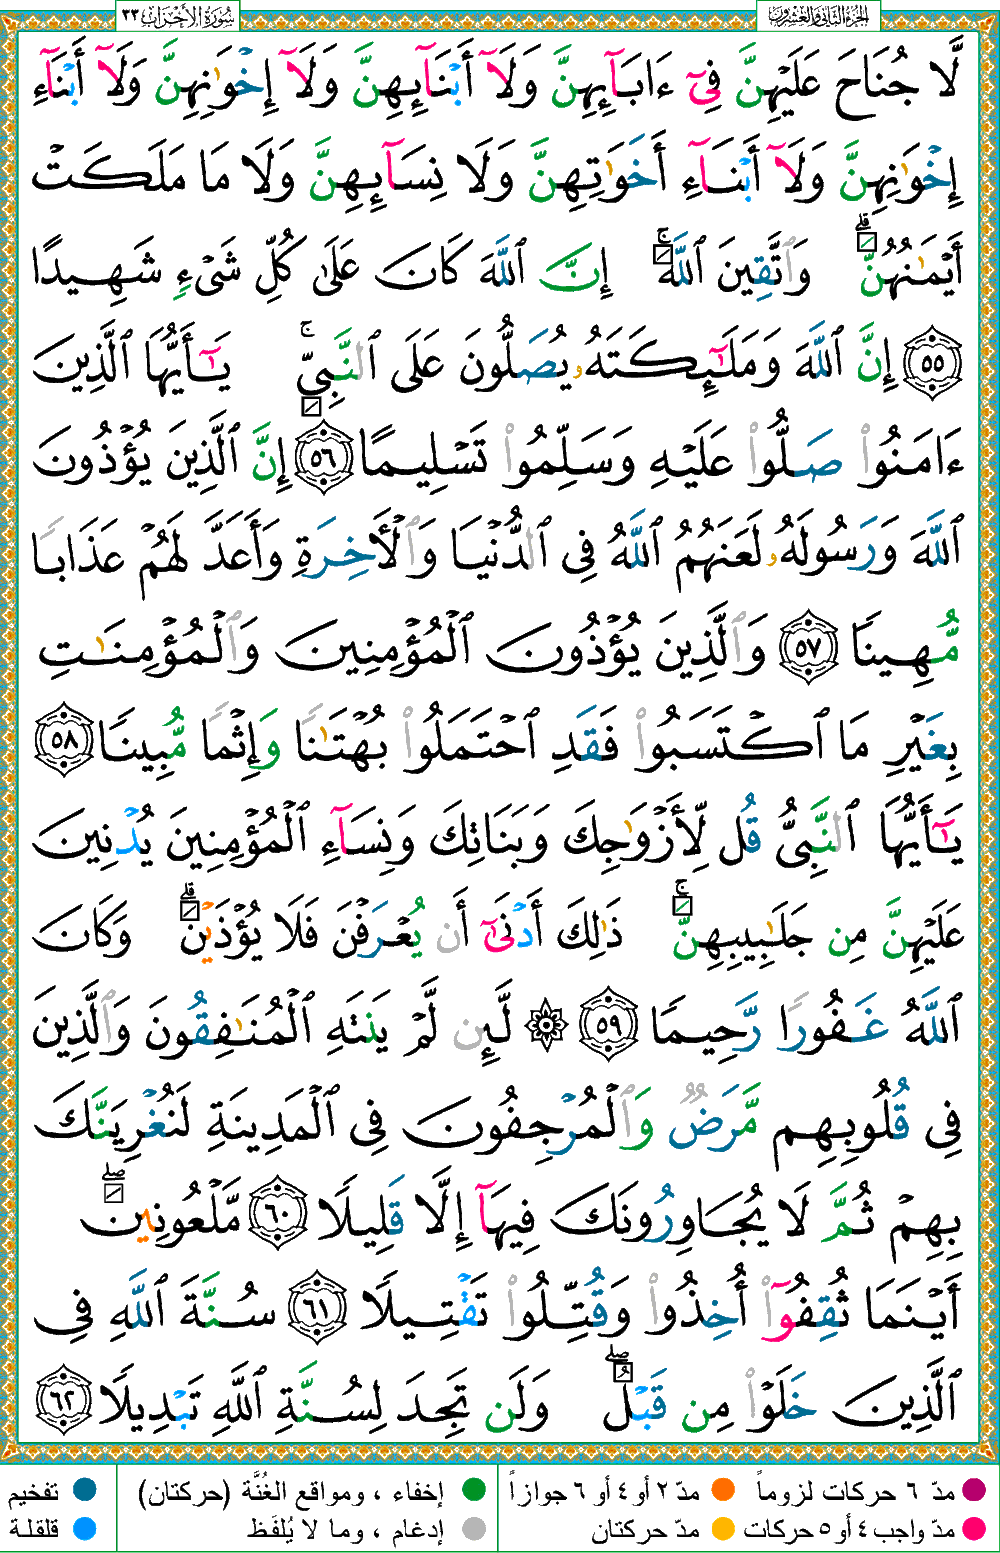 الجزء الثاني والعشرون
سورة الأحزاب ٣٣
لَّا جُنَاحَ عَلَيْهِنَّ فِىٓ ءَابَآئِهِنَّ وَلَآ أَبْنَآئِهِنَّ وَلَآ إِخْوَٰنِهِنَّ وَلَآ أَبْنَآءِ
إِخْوَٰنِهِنَّ وَلَآ أَبْنَآءِ أَخَوَٰتِهِنَّ وَلَا نِسَآئِهِنَّ وَلَا مَا مَلَكَتْ
أَيْمَٰنُهُنَّ ۗ وَٱتَّقِينَ ٱللَّهَ ۚ إِنَّ ٱللَّهَ كَانَ عَلَىٰ كُلِّ شَىْءٍ شَهِيدًا
﴿٥٥﴾ إِنَّ ٱللَّهَ وَمَلَٰٓئِكَتَهُۥ يُصَلُّونَ عَلَى ٱلنَّبِىِّ ۚ يَٰٓأَيُّهَا ٱلَّذِينَ
ءَامَنُوا۟ صَلُّوا۟ عَلَيْهِ وَسَلِّمُوا۟ تَسْلِيمًا ﴿٥٦﴾ إِنَّ ٱلَّذِينَ يُؤْذُونَ
ٱللَّهَ وَرَسُولَهُۥ لَعَنَهُمُ ٱللَّهُ فِى ٱلدُّنْيَا وَٱلْأَخِرَةِ وَأَعَدَّ لَهُمْ عَذَابًا
مُّهِينًا ﴿٥٧﴾ وَٱلَّذِينَ يُؤْذُونَ ٱلْمُؤْمِنِينَ وَٱلْمُؤْمِنَٰتِ
بِغَيْرِ مَا ٱكْتَسَبُوا۟ فَقَدِ ٱحْتَمَلُوا۟ بُهْتَٰنًا وَإِثْمًا مُّبِينًا ﴿٥٨﴾
يَٰٓأَيُّهَا ٱلنَّبِىُّ قُل لِّأَزْوَٰجِكَ وَبَنَاتِكَ وَنِسَآءِ ٱلْمُؤْمِنِينَ يُدْنِينَ
عَلَيْهِنَّ مِن جَلَٰبِيبِهِنَّ ۚ ذَٰلِكَ أَدْنَىٰٓ أَن يُعْرَفْنَ فَلَا يُؤْذَيْنَ ۗ وَكَانَ
ٱللَّهُ غَفُورًا رَّحِيمًا ﴿٥٩﴾ ۞ لَّئِن لَّمْ يَنتَهِ ٱلْمُنَٰفِقُونَ وَٱلَّذِينَ
فِى قُلُوبِهِم مَّرَضٌ وَٱلْمُرْجِفُونَ فِى ٱلْمَدِينَةِ لَنُغْرِيَنَّكَ
بِهِمْ ثُمَّ لَا يُجَاوِرُونَكَ فِيهَآ إِلَّا قَلِيلًا ﴿٦٠﴾ مَّلْعُونِينَ ۖ
أَيْنَمَا ثُقِفُوٓا۟ أُخِذُوا۟ وَقُتِّلُوا۟ تَقْتِيلًا ﴿٦١﴾ سُنَّةَ ٱللَّهِ فِى
ٱلَّذِينَ خَلَوْا۟ مِن قَبْلُ ۖ وَلَن تَجِدَ لِسُنَّةِ ٱللَّهِ تَبْدِيلًا ﴿٦٢﴾
مدّ ٦ حركات لزوماً مدّ ٢ أو ٤ أو ٦ جوازاً إخفاء ، ومواقع الغُنَّة (حركتان) تفخيم
مدّ واجب ٤ أو ٥ حركات مدّ حركتان إدغام ، وما لا يُلفَظ قلقلة